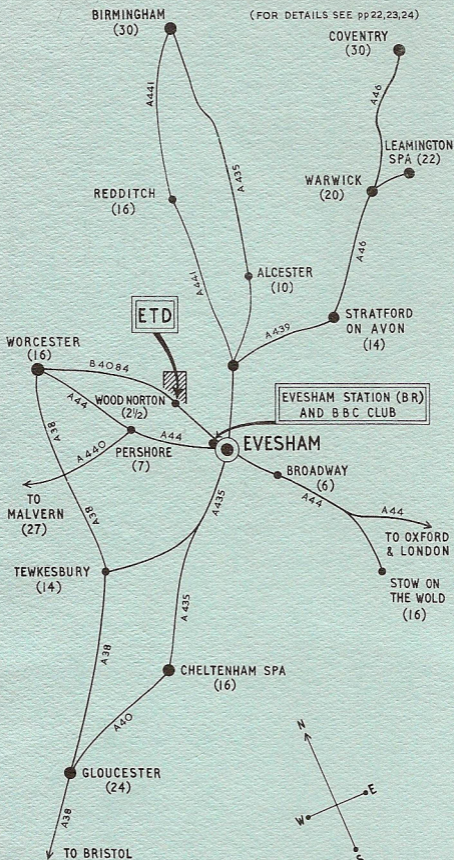 BIRMINGHAM
(30)
(FOR DETAILS SEE pp22,23,24)
COVENTRY
(30)
A441
A46
A435
LEAMINGTON
SPA (22)
WARWICK
(20)
REDDITCH
(16)
A46
A441
ALCESTER
(10)
ETD
STRATFORD
ON AVON
(14)
A439
WORCESTER
(16)
B4084
WOOD NORTON
(2½)
A44
EVESHAM STATION (BR)
AND BBC CLUB
A38
A44
EVESHAM
A440
PERSHORE
(7)
BROADWAY
(6)
TO
MALVERN
(27)
A38
A435
A44
A44
TO OXFORD
& LONDON
TEWKESBURY
(14)
STOW ON
THE WOLD
(16)
A435
A38
CHELTENHAM SPA
(16)
A40
N
GLOUCESTER
(24)
E
W
A38
TO BRISTOL
S